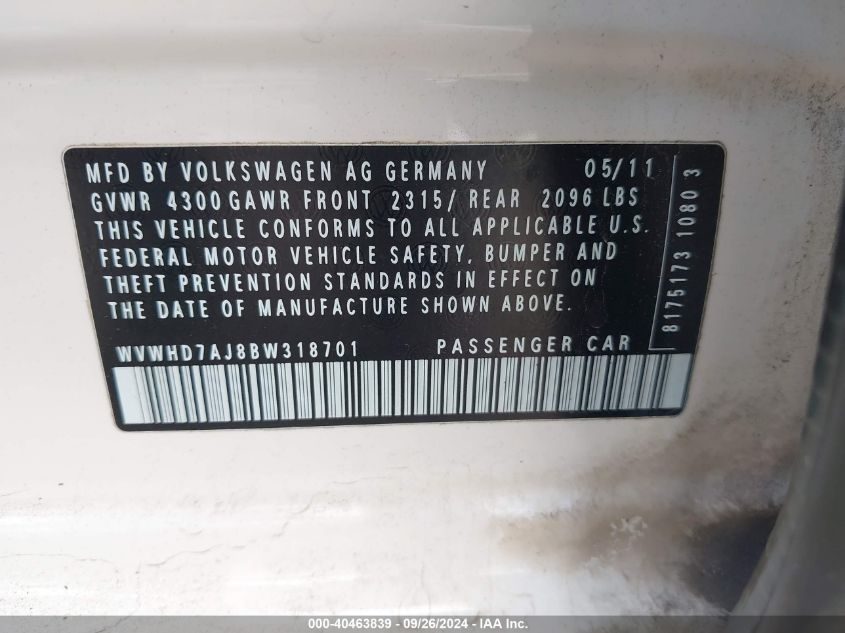 MFD BY VOLKSWAGEN AG GERMANY 05/11
GVWR 4300 GAWR FRONT 2315/ REAR 2096 LBS
THIS VEHICLE CONFORMS TO ALL APPLICABLE U.S.
FEDERAL MOTOR VEHICLE SAFETY, BUMPER AND
THEFT PREVENTION STANDARDS IN EFFECT ON
THE DATE OF MANUFACTURE SHOWN ABOVE.
WVWHD7AJ8BW318701 PASSENGER CAR
8175173 1080 3
000-40463839 - 09/26/2024 - IAA Inc.